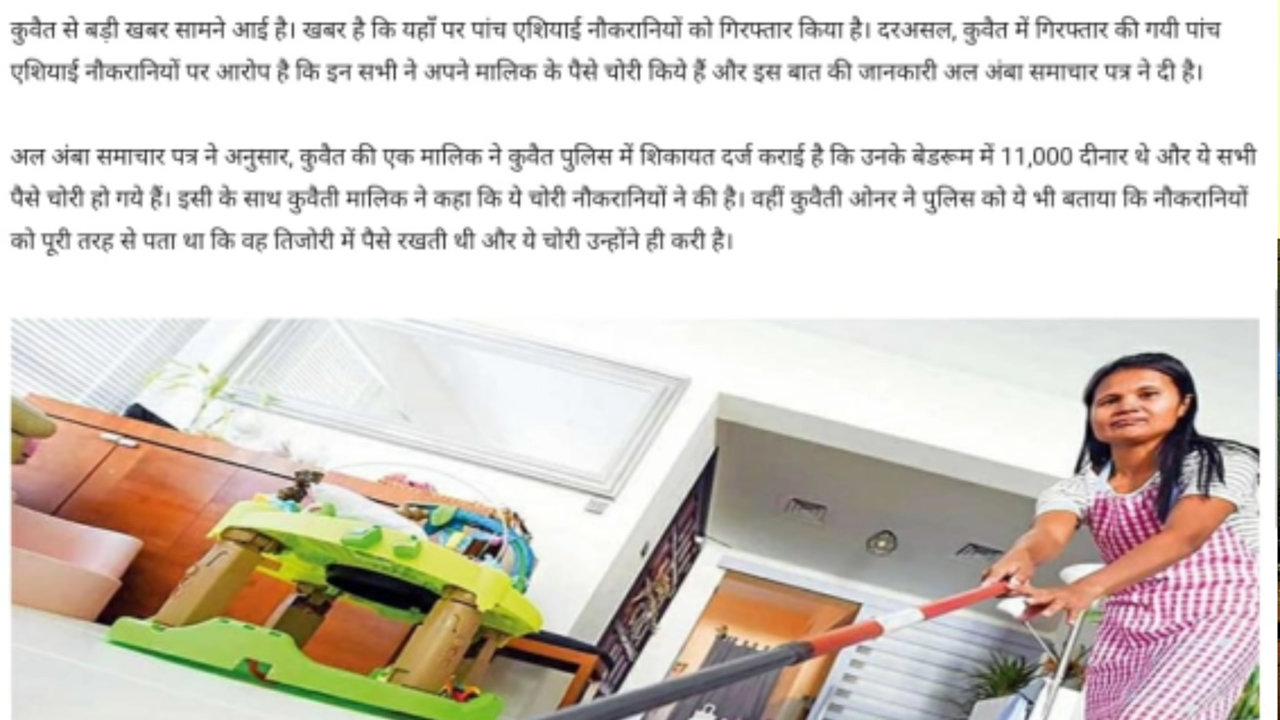 कुवैत से बड़ी खबर सामने आई है। खबर है कि यहाँ पर पांच एशियाई नौकरानियों को गिरफ्तार किया है। दरअसल, कुवैत में गिरफ्तार की गयी पांच
एशियाई नौकरानियों पर आरोप है कि इन सभी ने अपने मालिक के पैसे चोरी किये हैं और इस बात की जानकारी अल अंबा समाचार पत्र ने दी है।
अल अंबा समाचार पत्र ने अनुसार, कुवैत की एक मालिक ने कुवैत पुलिस में शिकायत दर्ज कराई है कि उनके बेडरूम में 11,000 दीनार थे और ये सभी
पैसे चोरी हो गये हैं। इसी के साथ कुवैती मालिक ने कहा कि ये चोरी नौकरानियों ने की है। वहीं कुवैती ओनर ने पुलिस को ये भी बताया कि नौकरानियों
को पूरी तरह से पता था कि वह तिजोरी में पैसे रखती थी और ये चोरी उन्होंने ही करी है।